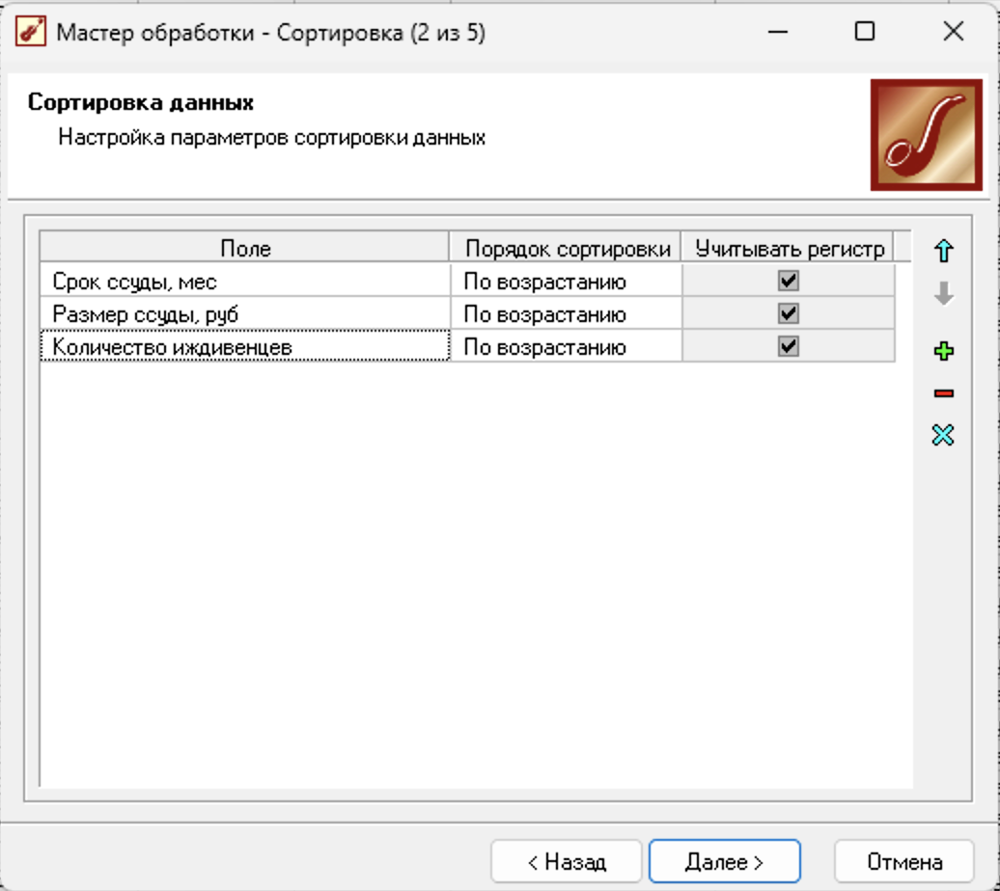 Мастер обработки - Сортировка (2 из 5)
Сортировка данных
Настройка параметров сортировки данных
Поле Порядок сортировки Учитывать регистр
Срок ссуды, мес По возрастанию
Размер ссуды, руб По возрастанию
Количество иждивенцев По возрастанию
< Назад Далее > Отмена